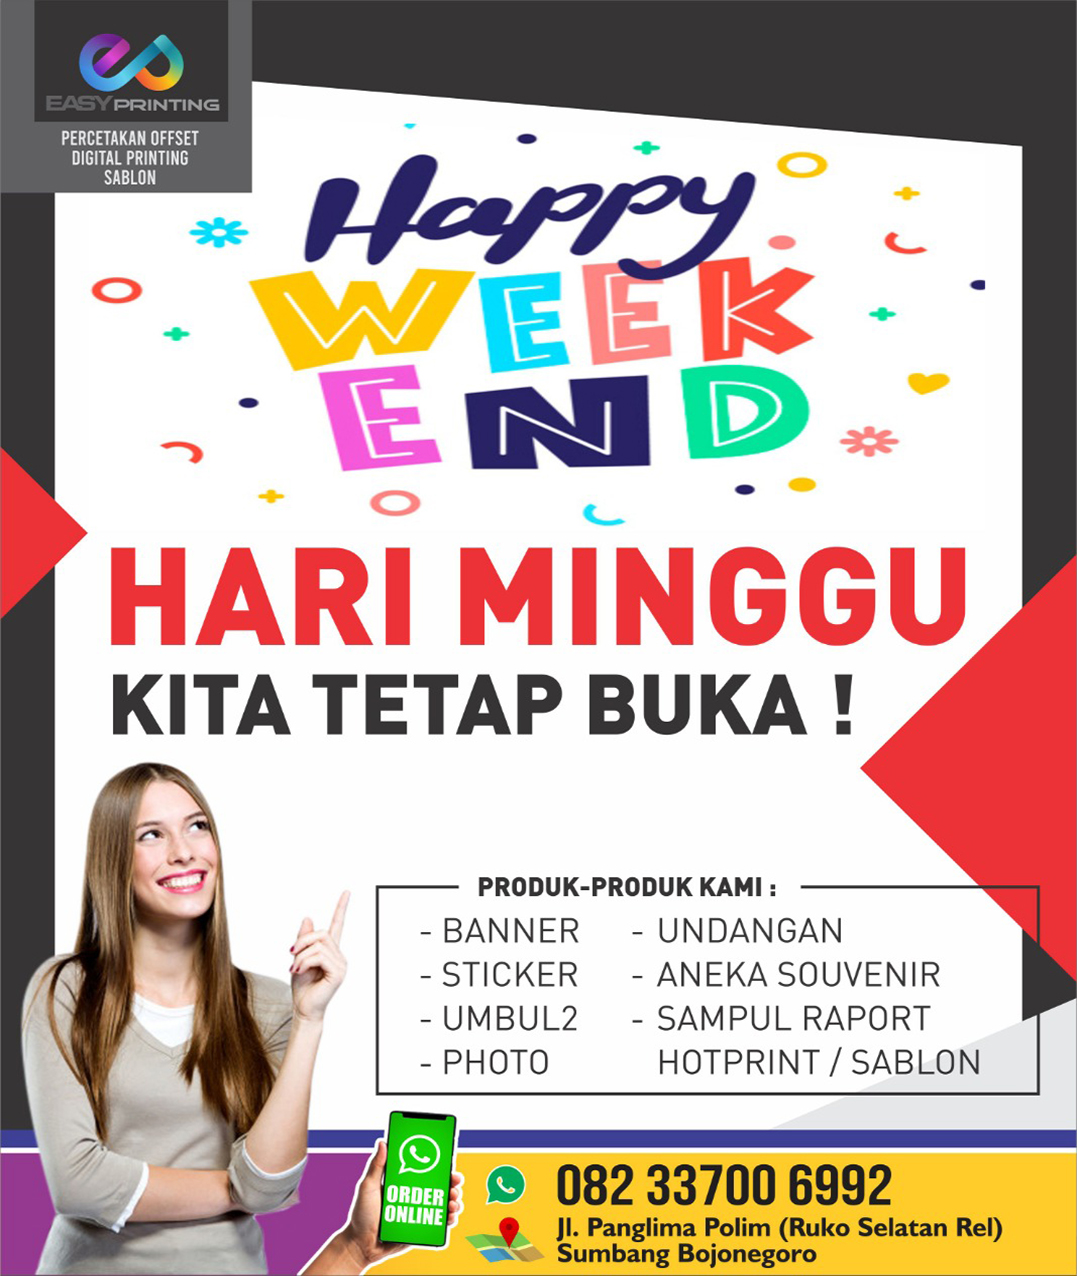 EASY PRINTING
PERCETAKAN OFFSET
DIGITAL PRINTING
SABLON
Happy
WEEK
END
HARI MINGGU
KITA TETAP BUKA !
PRODUK-PRODUK KAMI :
- BANNER
- STICKER
- UMBUL2
- PHOTO
- UNDANGAN
- ANEKA SOUVENIR
- SAMPUL RAPORT
HOTPRINT / SABLON
ORDER
ONLINE
082 33700 6992
Jl. Panglima Polim (Ruko Selatan Rel)
Sumbang Bojonegoro